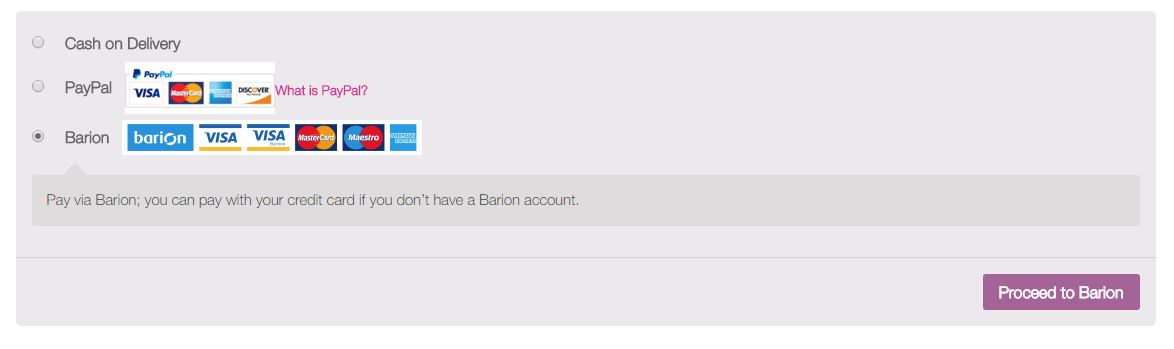 Cash on Delivery
PayPal
PayPal
VISA MasterCard DISCOVER
What is PayPal?
Barion barion VISA VISA Electron MasterCard Maestro
Pay via Barion; you can pay with your credit card if you don't have a Barion account.
Proceed to Barion